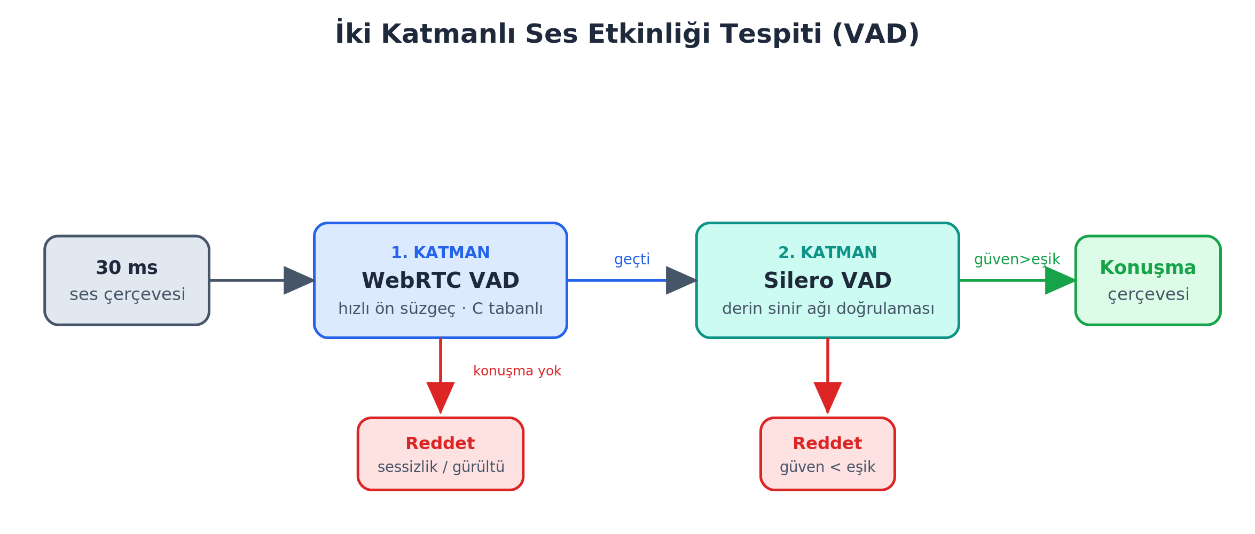 İki Katmanlı Ses Etkinliği Tespiti (VAD)
30 ms
ses çerçevesi
1. KATMAN
WebRTC VAD
hızlı ön süzgeç · C tabanlı
geçti
2. KATMAN
Silero VAD
derin sinir ağı doğrulaması
güven>eşik
Konuşma
çerçevesi
konuşma yok
Reddet
sessizlik / gürültü
Reddet
güven < eşik